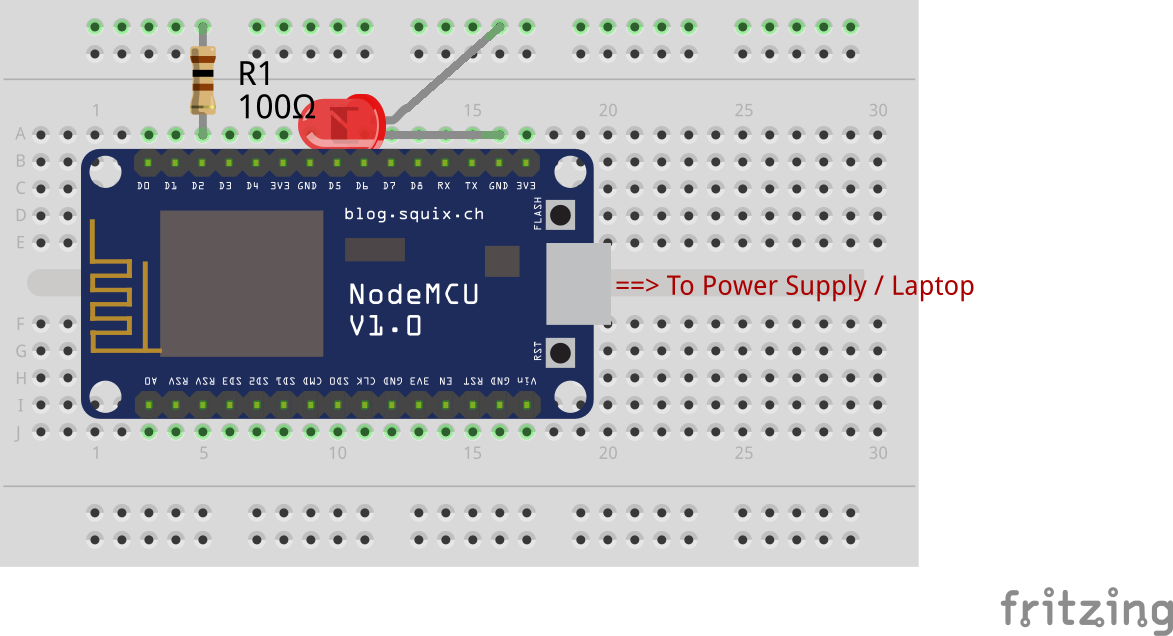 R1
100Ω
1 15 20 25 30
A
B
C
D
E
D0 D1 D2 D3 D4 3V3 GND D5 D6 D7 D8 RX TX GND 3V3
FLASH
blog.squix.ch
==> To Power Supply / Laptop
NodeMCU
V1.0
RST
F
G
H
I
J
A0 RSV RSV SD3 SD2 SD1 CMD SD0 CLK GND 3V3 EN RST GND Vin
1 5 10 15 20 25 30
fritzing